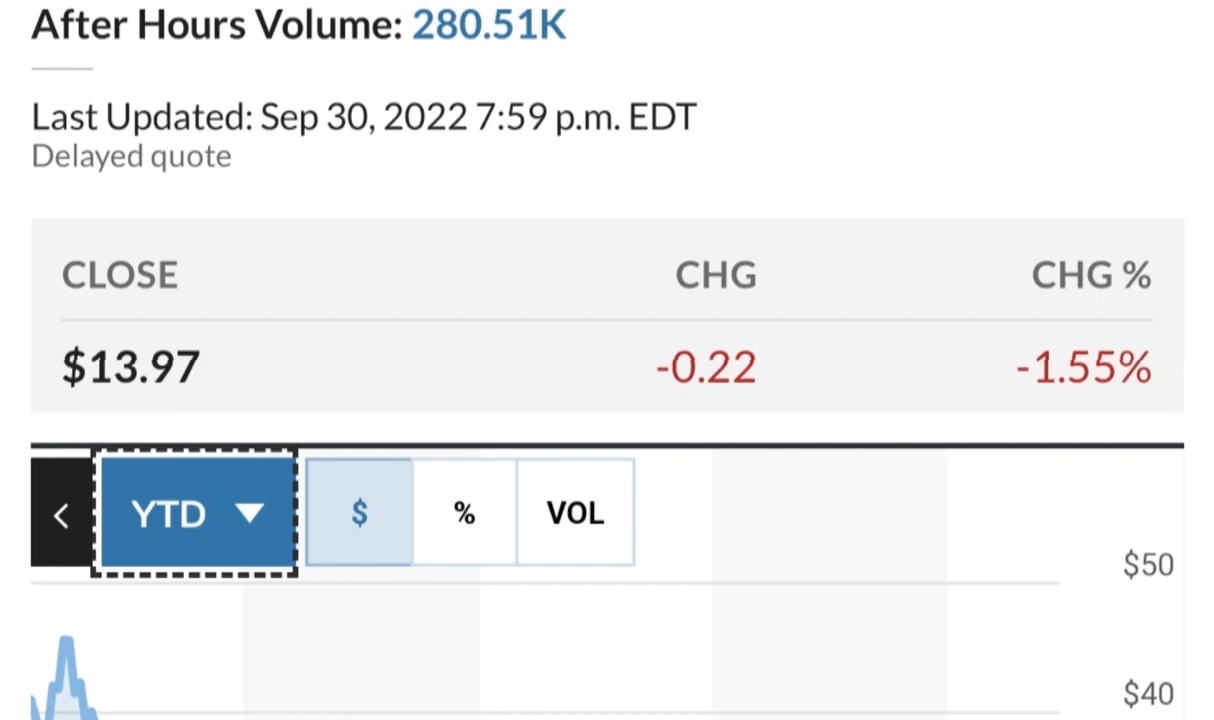 After Hours Volume: 280.51K
Last Updated: Sep 30, 2022 7:59 p.m. EDT
Delayed quote
CLOSE CHG CHG %
$13.97 -0.22 -1.55%
YTD $ % VOL
$50
$40